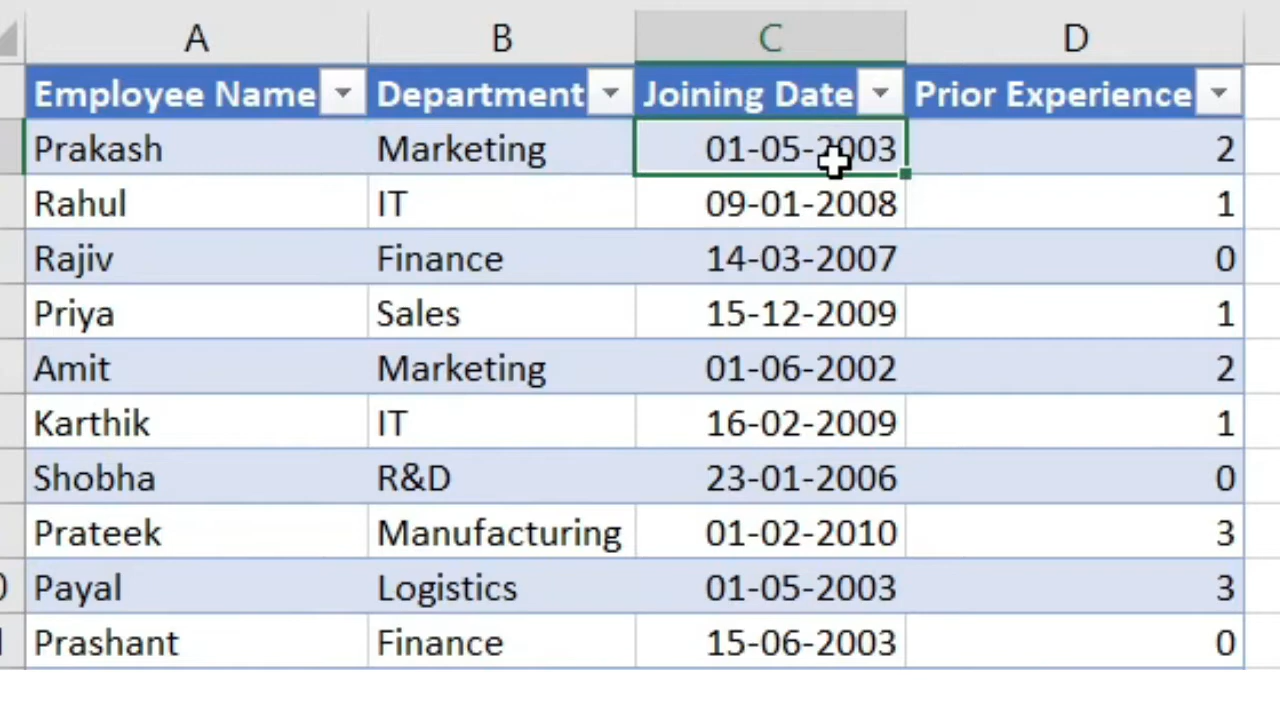 A B C D
Employee Name Department Joining Date Prior Experience
Prakash Marketing 01-05-2003 2
Rahul IT 09-01-2008 1
Rajiv Finance 14-03-2007 0
Priya Sales 15-12-2009 1
Amit Marketing 01-06-2002 2
Karthik IT 16-02-2009 1
Shobha R&D 23-01-2006 0
Prateek Manufacturing 01-02-2010 3
Payal Logistics 01-05-2003 3
Prashant Finance 15-06-2003 0